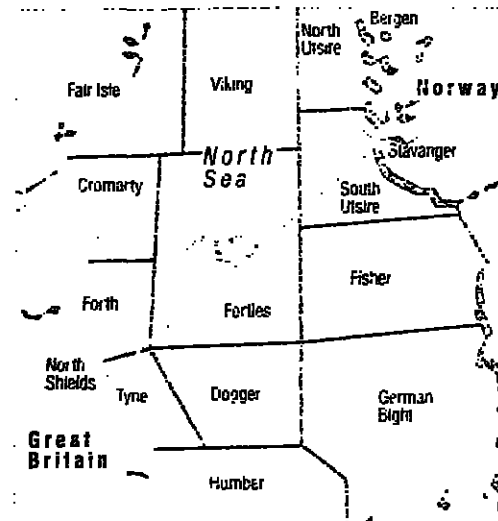 Bergen
North
Utsire
Fair Isle
Viking
Norway
North
Sea
Stavanger
Cromarty
South
Utsire
Fisher
Forth
Forties
North
Shields
Tyne
Dogger
German
Bight
Great
Britain
Humber